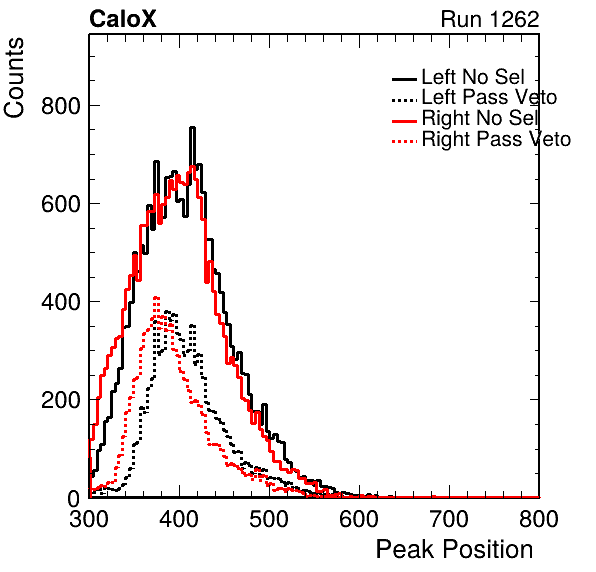 CaloX Run 1262
Counts
Left No Sel
Left Pass Veto
Right No Sel
Right Pass Veto
800
600
400
200
0
300 400 500 600 700 800
Peak Position